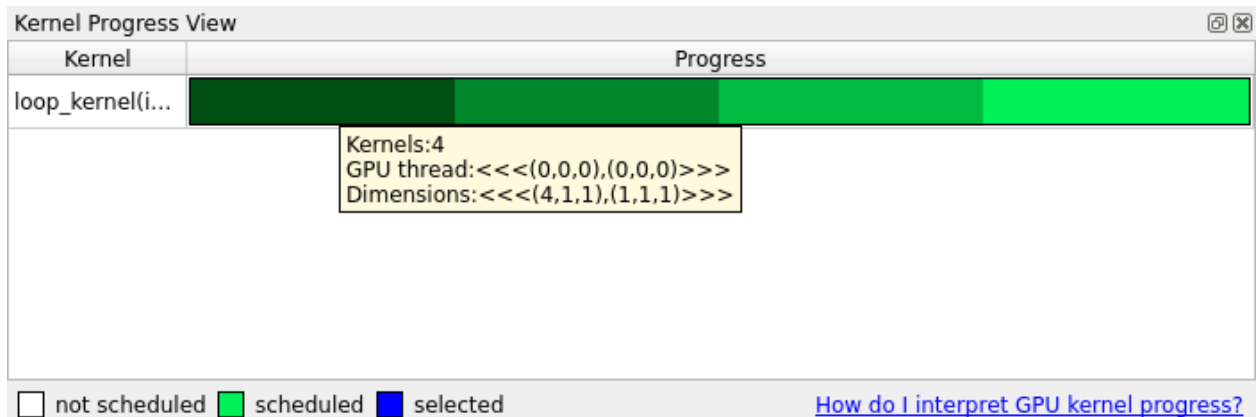 Kernel Progress View
Kernel Progress
loop_kernel(i...
Kernels:4
GPU thread:<<<(0,0,0),(0,0,0)>>>
Dimensions:<<<(4,1,1),(1,1,1)>>>
not scheduled scheduled selected How do I interpret GPU kernel progress?